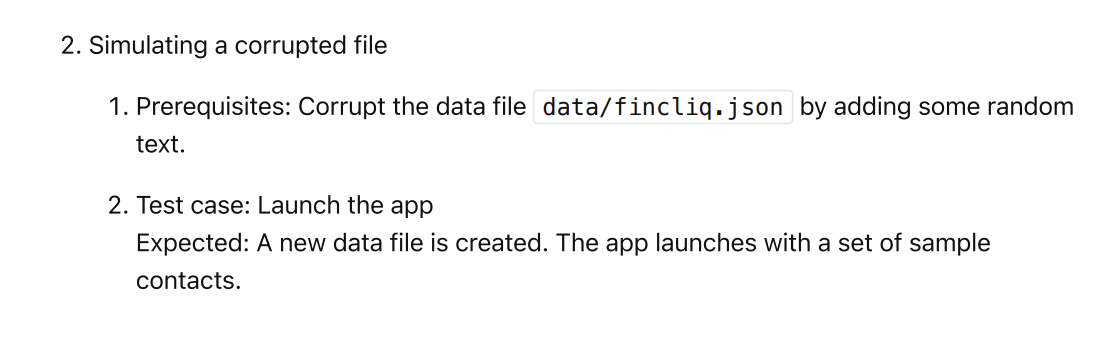 2. Simulating a corrupted file
1. Prerequisites: Corrupt the data file data/fincliq.json by adding some random
text.
2. Test case: Launch the app
Expected: A new data file is created. The app launches with a set of sample
contacts.